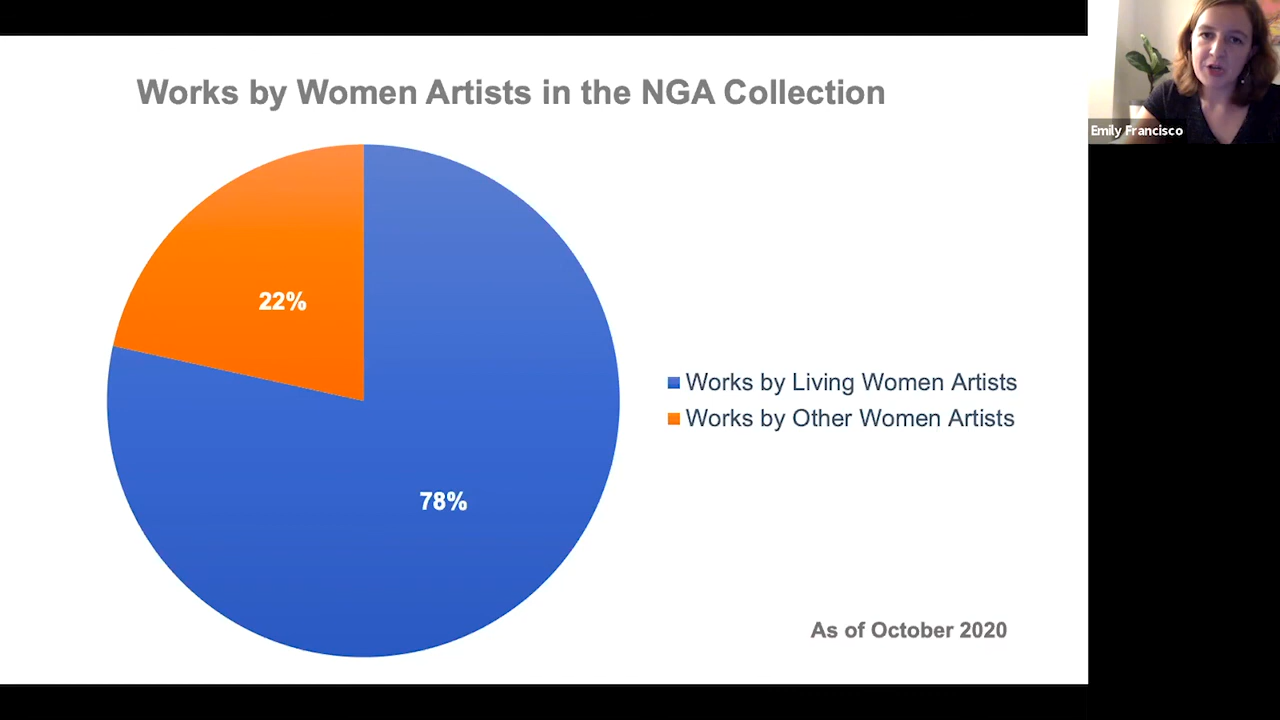 Works by Women Artists in the NGA Collection
Emily Francisco
22%
Works by Living Women Artists
Works by Other Women Artists
78%
As of October 2020